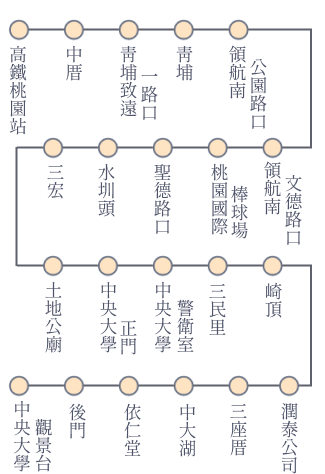 高鐵桃園站
中厝
青埔致遠
一路口
青埔
領航南
公園路口
領航南
文德路口
桃園國際
棒球場
聖德路口
水圳頭
三宏
土地公廟
中央大學
正門
中央大學
警衛室
三民里
崎頂
潤泰公司
三座厝
中大湖
依仁堂
後門
中央大學
觀景台